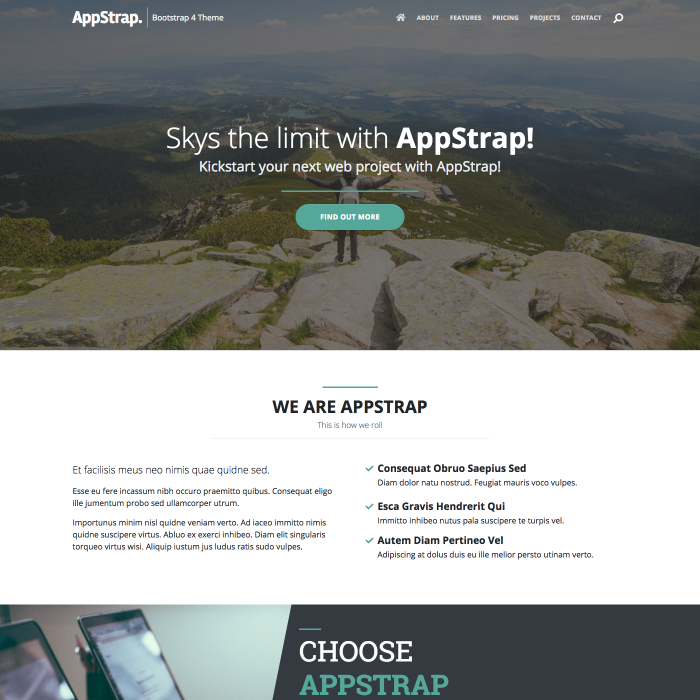 AppStrap. Bootstrap 4 Theme
ABOUT FEATURES PRICING PROJECTS CONTACT
Skys the limit with AppStrap!
Kickstart your next web project with AppStrap!
FIND OUT MORE
WE ARE APPSTRAP
This is how we roll
Et facilisis meus neo nimis quae quidne sed.
Esse eu fere incassum nibh occuro praemitto quibus. Consequat eligo
ille jumentum probo sed ullamcorper utrum.
Importunus minim nisl quidne veniam verto. Ad iaceo immitto nimis
quidne suscipere virtus. Abluo ex exerci inhibeo. Diam elit singularis
torqueo virtus wisi. Aliquip iustum jus ludus ratis sudo vulpes.
Consequat Obruo Saepius Sed
Diam dolor natu nostrud. Feugiat mauris voco vulpes.
Esca Gravis Hendrerit Qui
Immitto inhibeo nutus pala suscipere te turpis vel.
Autem Diam Pertineo Vel
Adipiscing at dolus duis eu ille melior persto utinam verto.
CHOOSE
APPSTRAP